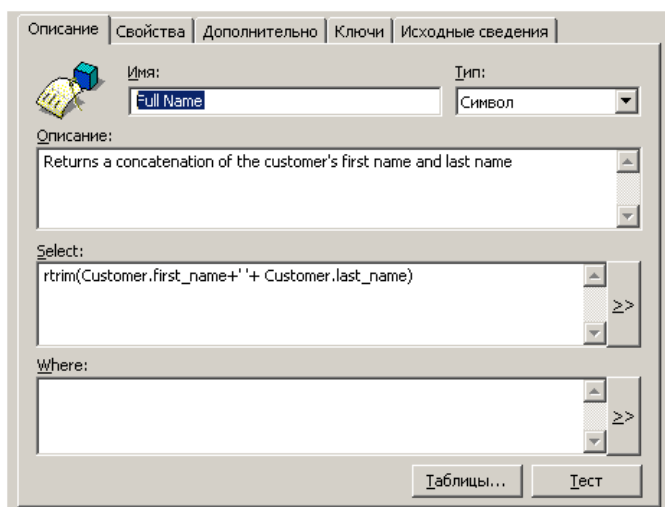 Описание Свойства Дополнительно Ключи Исходные сведения
Имя: Тип:
Full Name Символ
Описание:
Returns a concatenation of the customer's first name and last name
Select:
rtrim(Customer.first_name+' '+ Customer.last_name)
>>
Where:
>>
Таблицы... Тест